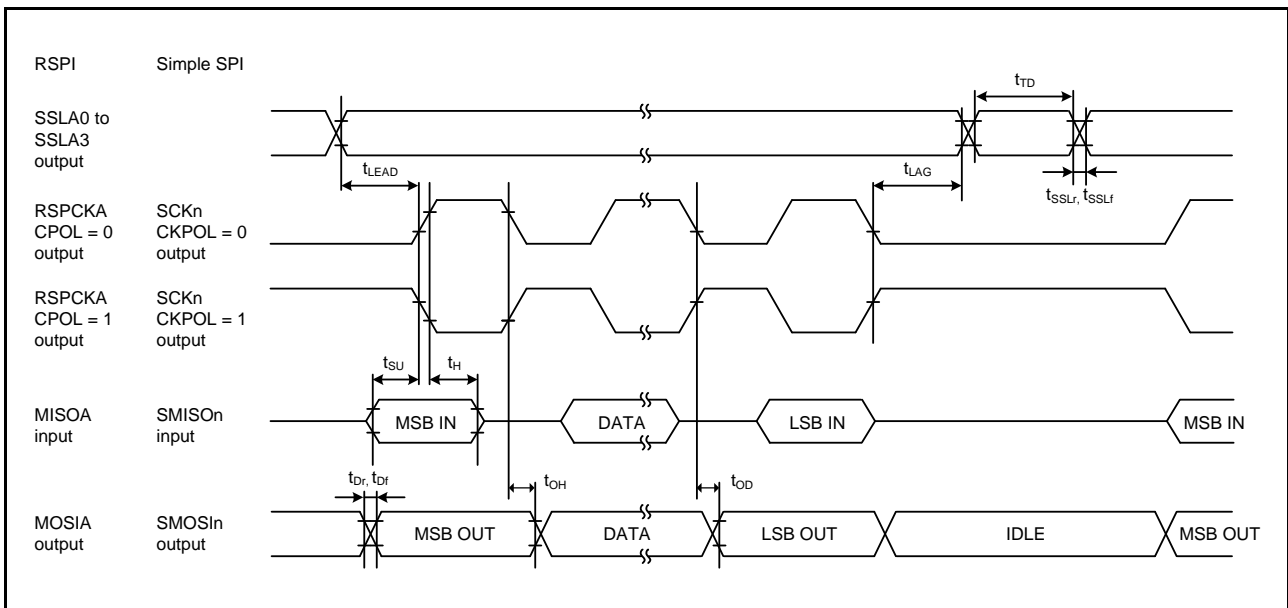 RSPI Simple SPI
SSLA0 to
SSLA3
output
tTD
tLEAD
tLAG
tSSLr, tSSLf
RSPCKA SCKn
CPOL = 0 CKPOL = 0
output output
RSPCKA SCKn
CPOL = 1 CKPOL = 1
output output
tSU tH
MISOA SMISOn
input input
MSB IN DATA LSB IN MSB IN
tDr, tDf tOH tOD
MOSIA SMOSIn
output output
MSB OUT DATA LSB OUT IDLE MSB OUT